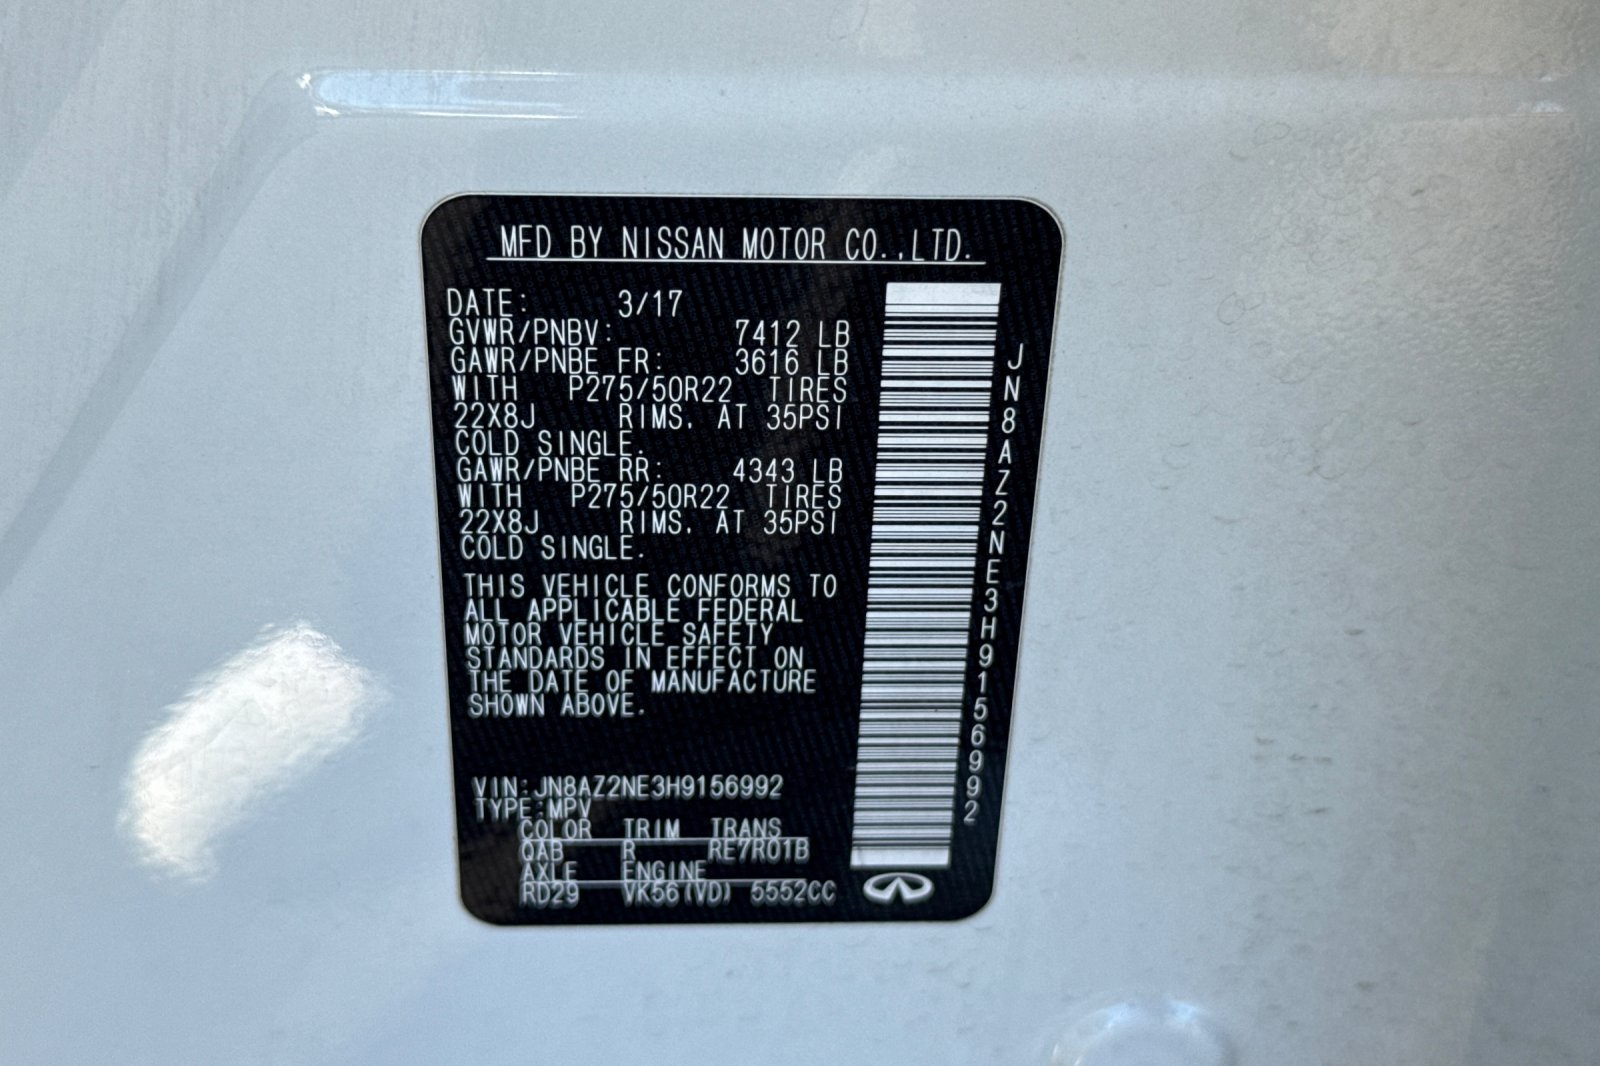 MFD BY NISSAN MOTOR CO.,LTD.
DATE: 3/17
GVWR/PNBV: 7412 LB
GAWR/PNBE FR: 3616 LB
WITH P275/50R22 TIRES
22X8J RIMS. AT 35PSI
COLD SINGLE.
GAWR/PNBE RR: 4343 LB
WITH P275/50R22 TIRES
22X8J RIMS. AT 35PSI
COLD SINGLE.
THIS VEHICLE CONFORMS TO
ALL APPLICABLE FEDERAL
MOTOR VEHICLE SAFETY
STANDARDS IN EFFECT ON
THE DATE OF MANUFACTURE
SHOWN ABOVE.
VIN:JN8AZ2NE3H9156992
TYPE:MPV
COLOR TRIM TRANS
QAB R RE7R01B
AXLE ENGINE
RD29 VK56(VD) 5552CC
JN8AZ2NE3H9156992